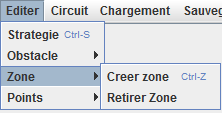 Editer Circuit Chargement Sauveg
Strategie Ctrl-S
Obstacle
Zone
Points
Creer zone Ctrl-Z
Retirer Zone